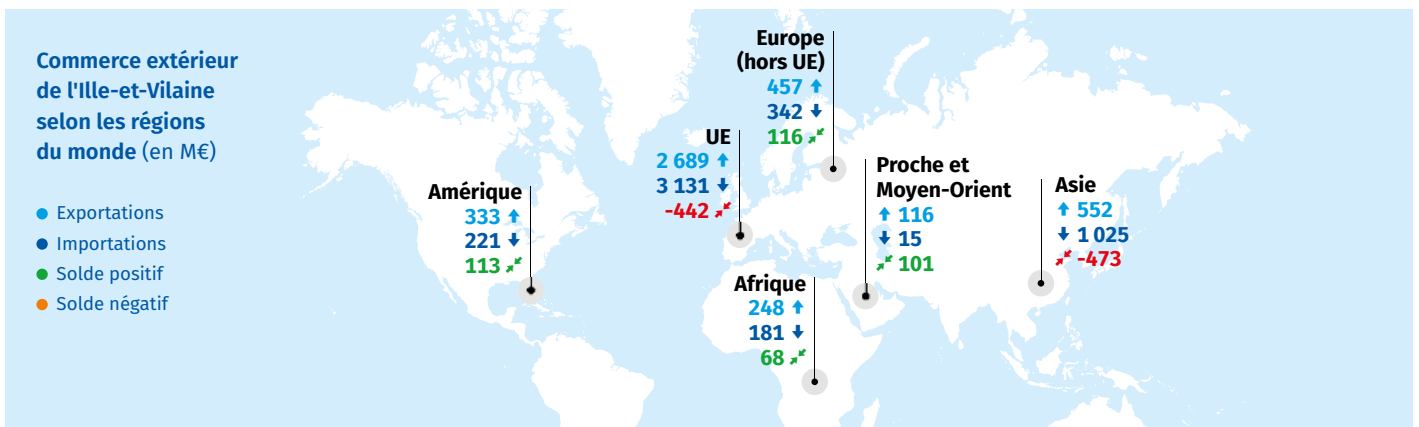 Commerce extérieur
de l'Ille-et-Vilaine
selon les régions
du monde (en M€)
Exportations
Importations
Solde positif
Solde négatif
Amérique
333
221
113
UE
2 689
3 131
-442
Europe
(hors UE)
457
342
116
Afrique
248
181
68
Proche et
Moyen-Orient
116
15
101
Asie
552
1 025
-473